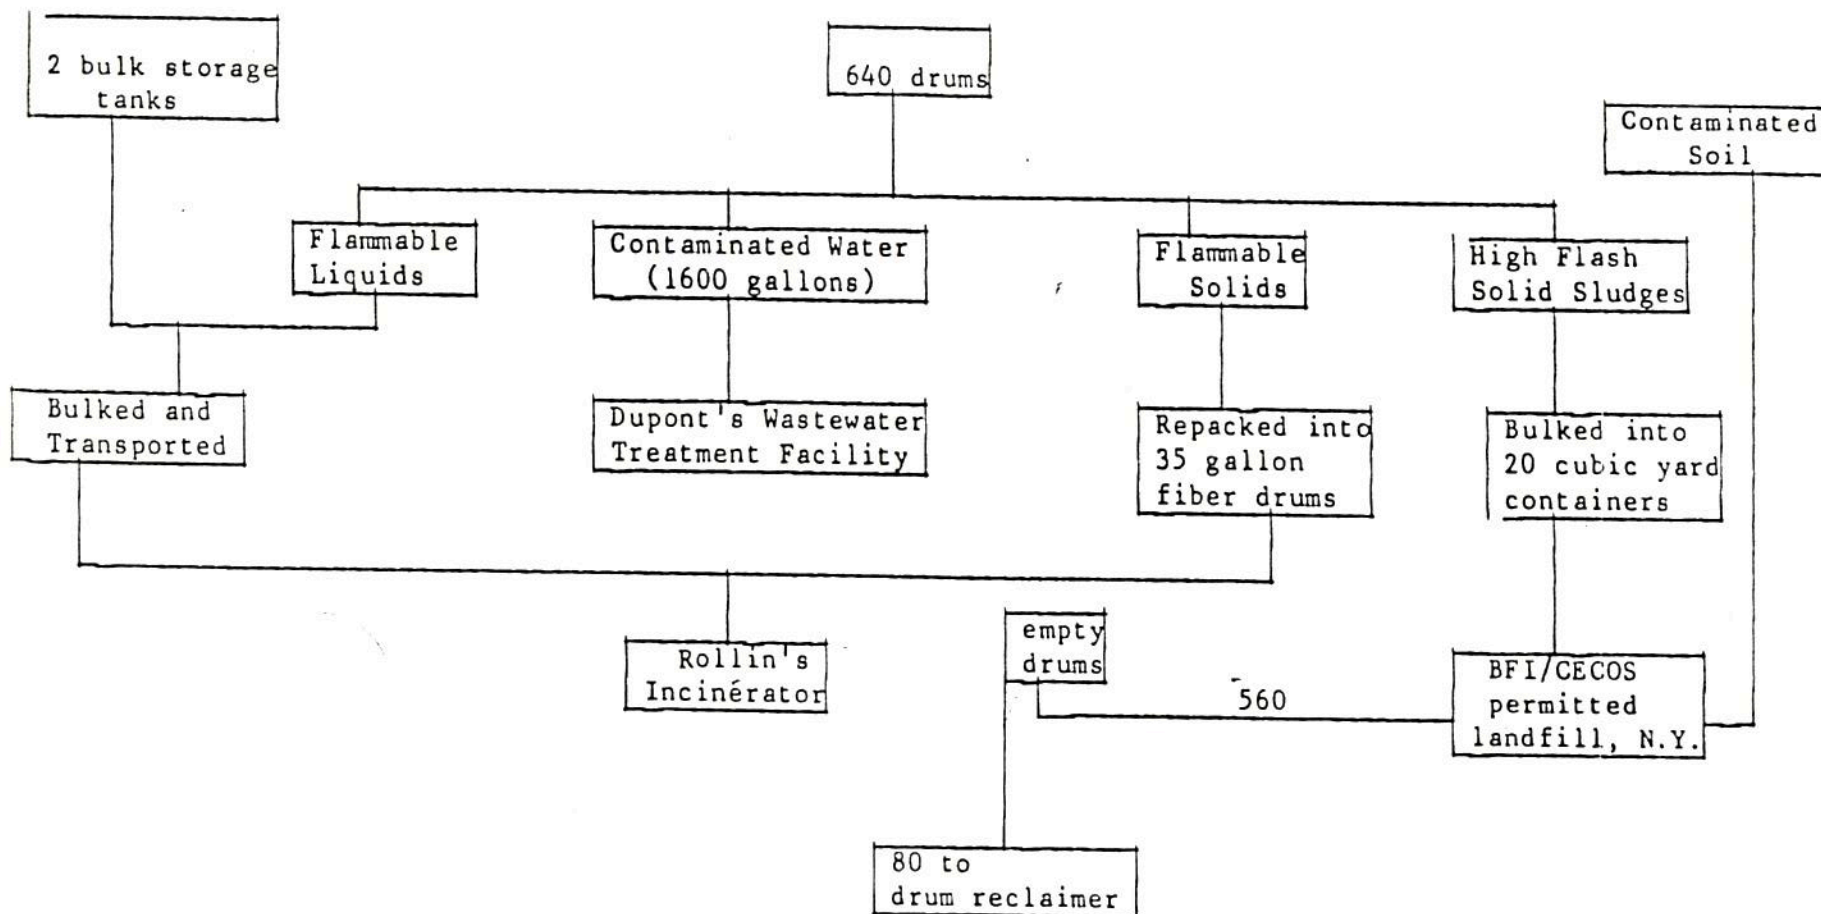 2 bulk storage
tanks
640 drums
Contaminated
Soil
Flammable
Liquids
Contaminated Water
(1600 gallons)
Flammable
Solids
High Flash
Solid Sludges
Bulked and
Transported
Dupont's Wastewater
Treatment Facility
Repacked into
35 gallon
fiber drums
Bulked into
20 cubic yard
containers
Rollin's
Incinérator
empty
drums
560
BFI/CECOS
permitted
landfill, N.Y.
80 to
drum reclaimer